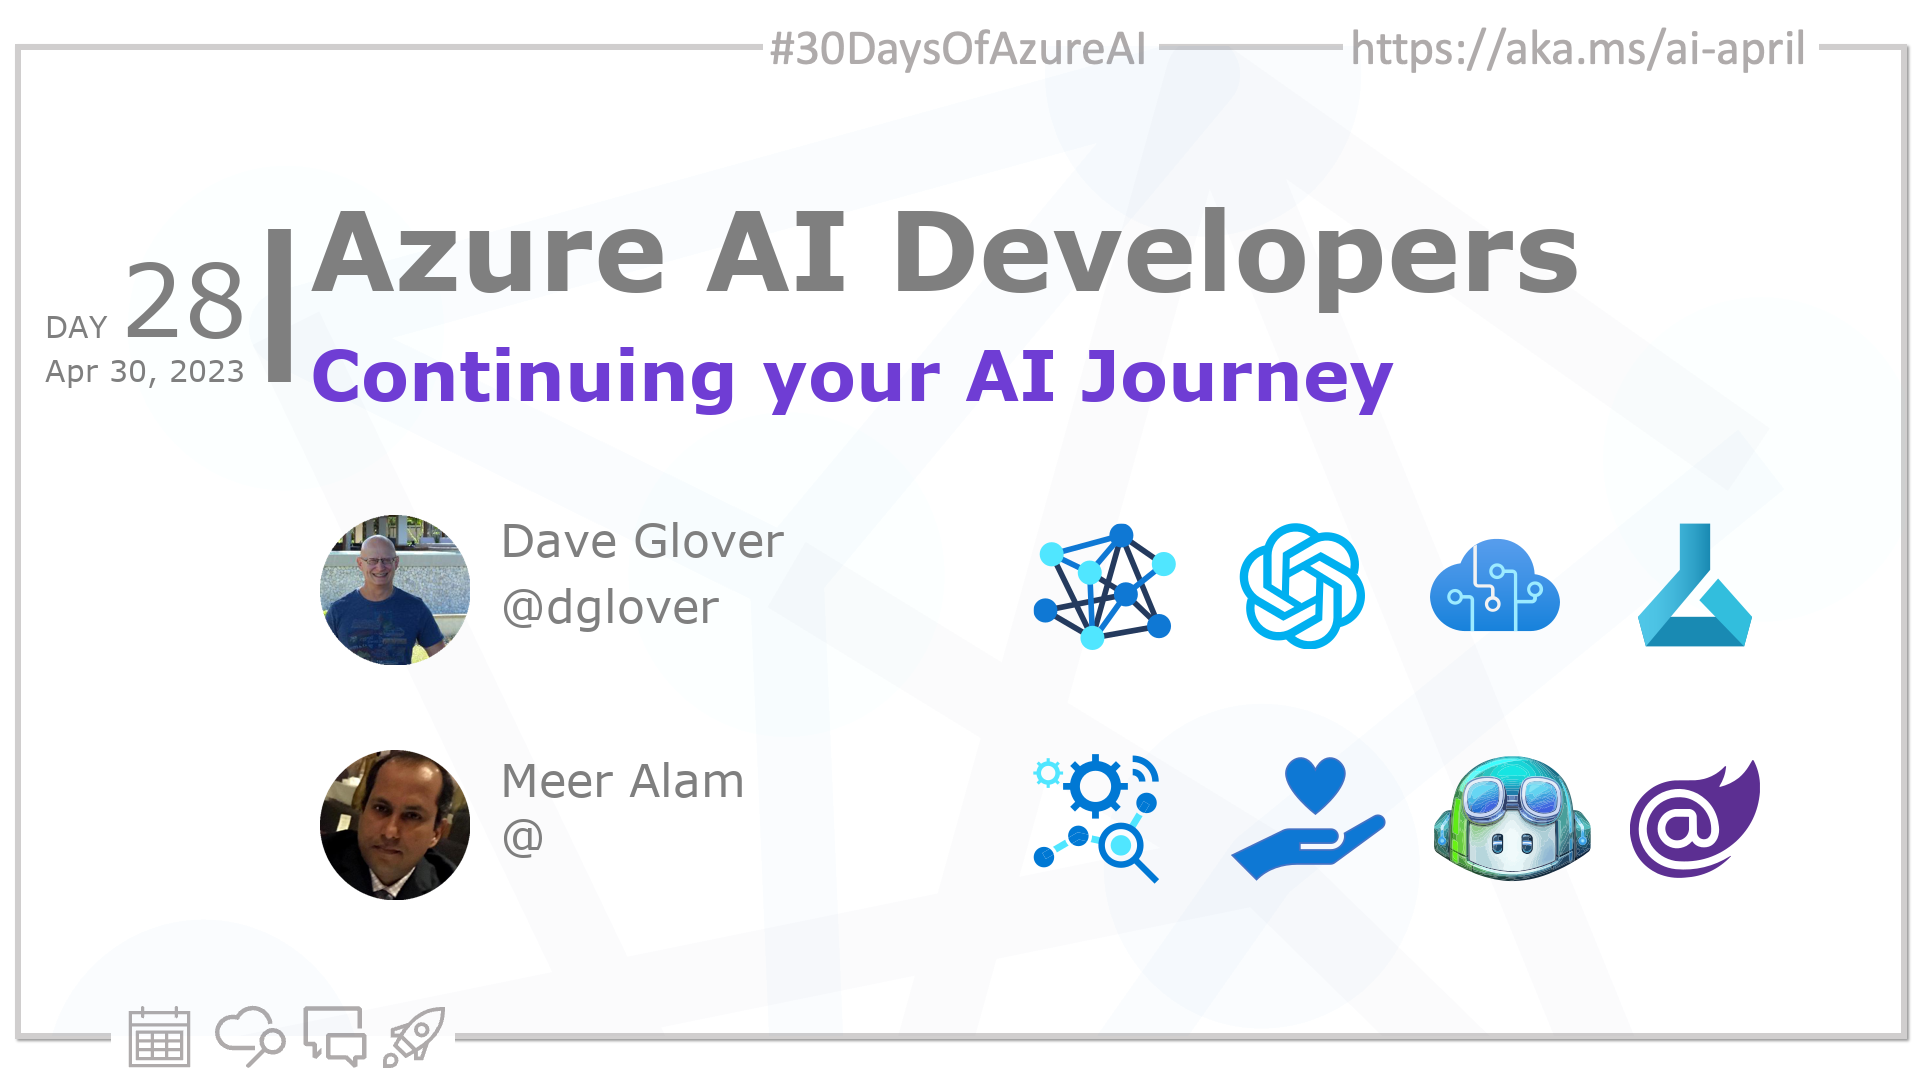 #30DaysOfAzureAI
https://aka.ms/ai-april
Azure AI Developers
DAY 28
Apr 30, 2023
Continuing your AI Journey
Dave Glover
@dglover
Meer Alam
@